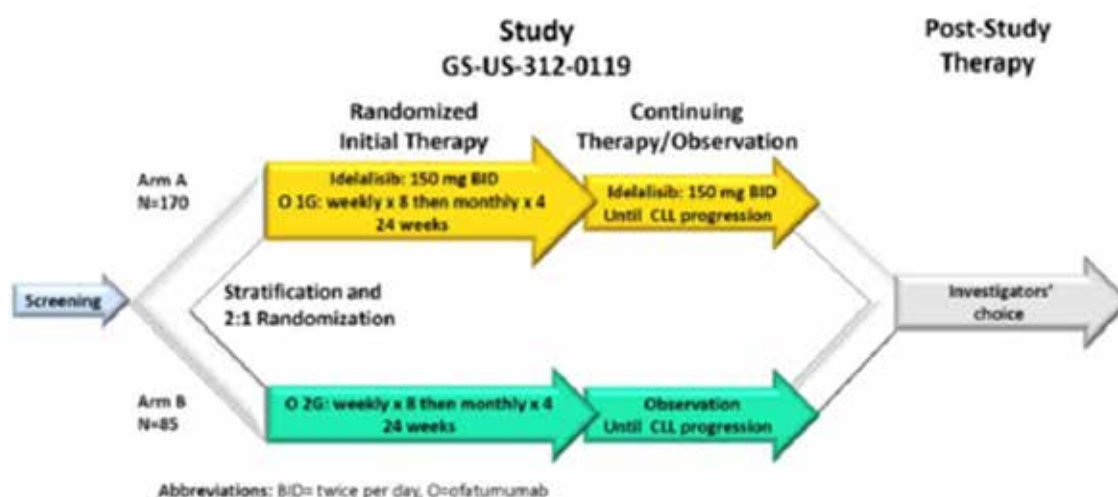 Study
GS-US-312-0119
Post-Study
Therapy
Randomized
Initial Therapy
Continuing
Therapy/Observation
Arm A
N=170
Idelalisib: 150 mg BID
O 1G: weekly x 8 then monthly x 4
24 weeks
Idelalisib: 150 mg BID
Until CLL progression
Screening
Stratification and
2:1 Randomization
Investigators'
choice
Arm B
N=85
O 2G: weekly x 8 then monthly x 4
24 weeks
Observation
Until CLL progression
Abbreviations: BID= twice per day, O=ofatumumab